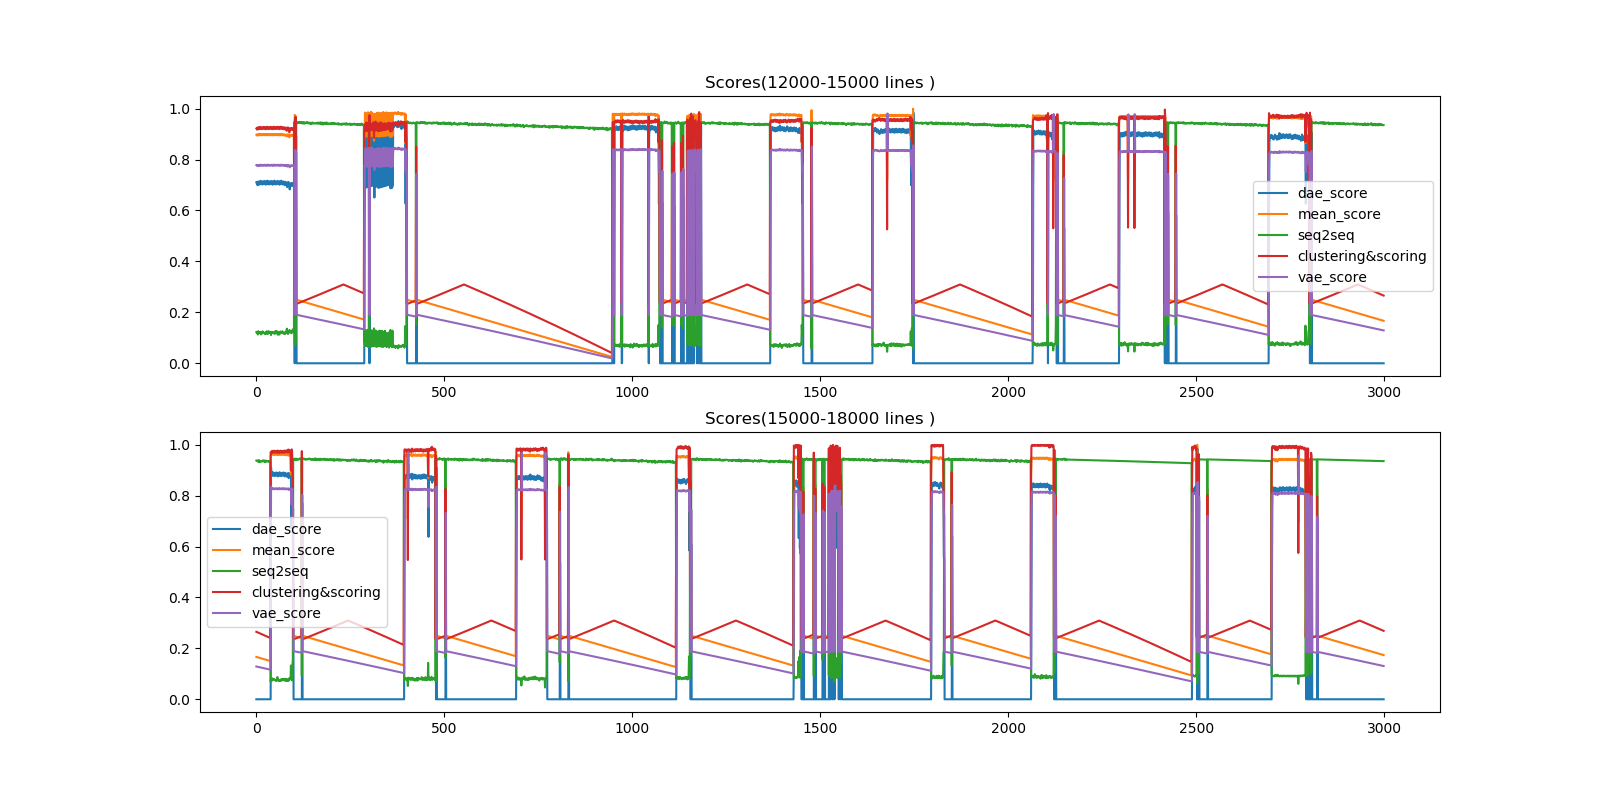 Scores(12000-15000 lines )
1.0
0.8
0.6
0.4
0.2
0.0
0 500 1000 1500 2000 2500 3000
dae_score
mean_score
seq2seq
clustering&scoring
vae_score
Scores(15000-18000 lines )
1.0
0.8
0.6
0.4
0.2
0.0
0 500 1000 1500 2000 2500 3000
dae_score
mean_score
seq2seq
clustering&scoring
vae_score